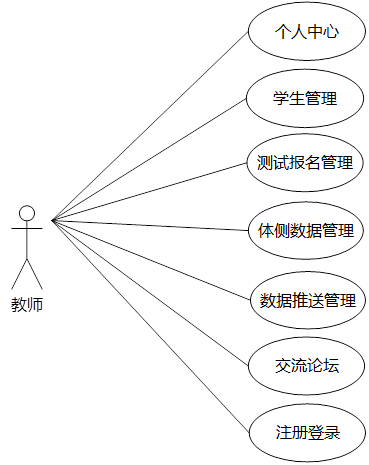 个人中心
学生管理
测试报名管理
体侧数据管理
数据推送管理
交流论坛
注册登录
教师